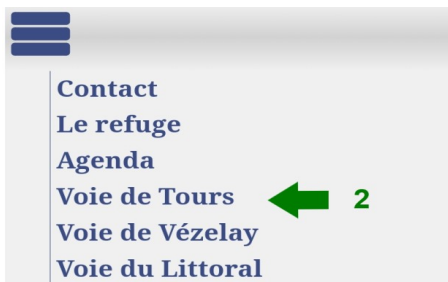 Contact
Le refuge
Agenda
Voie de Tours 2
Voie de Vézelay
Voie du Littoral